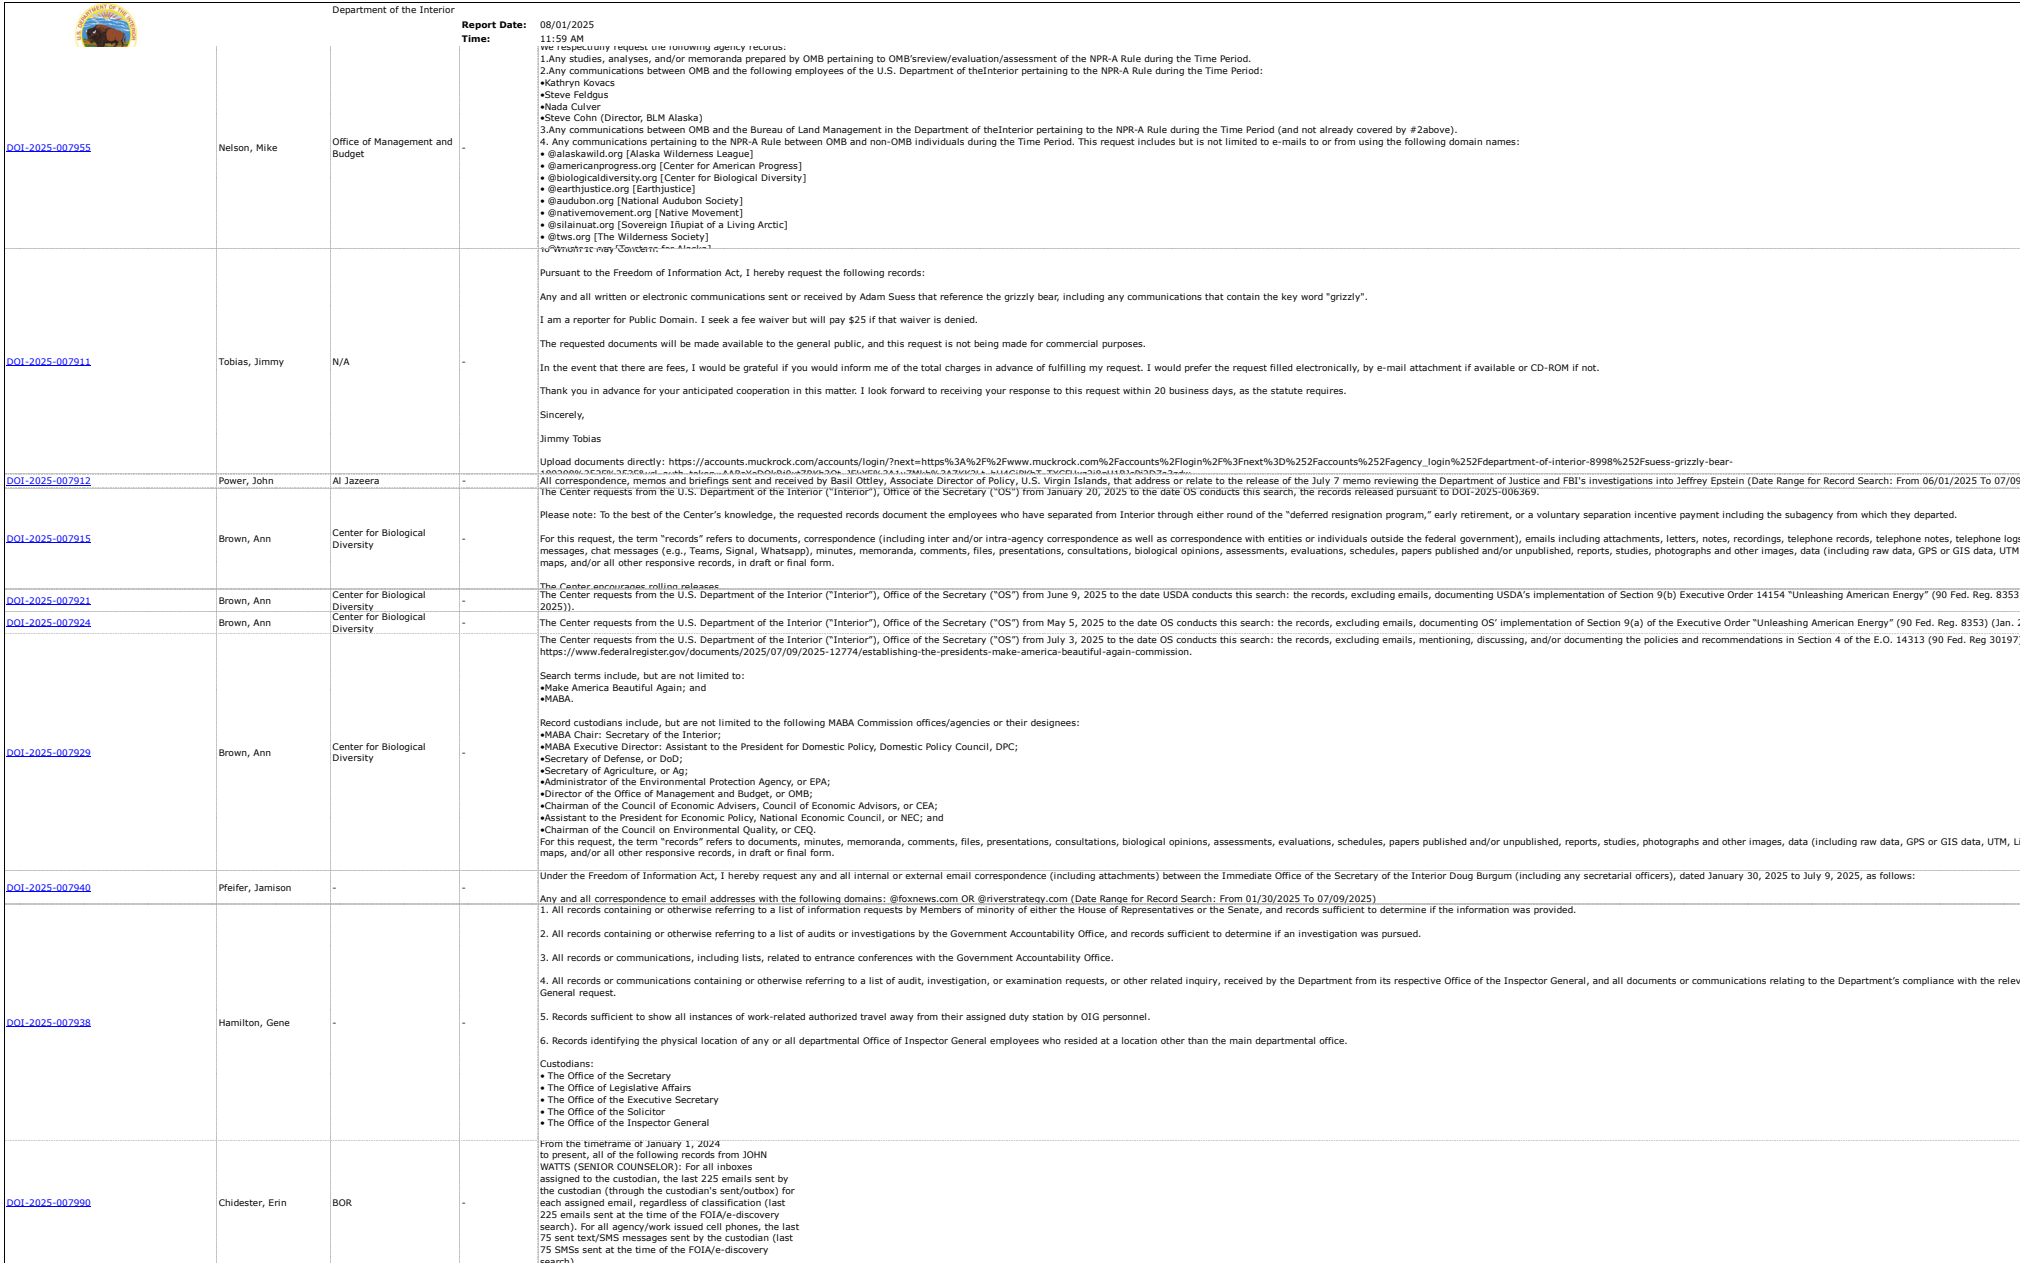 Department of the Interior
Report Date: 08/01/2025
Time: 11:59 AM
We respectfully request the following agency records:
1.Any studies, analyses, and/or memoranda prepared by OMB pertaining to OMB'sreview/evaluation/assessment of the NPR-A Rule during the Time Period.
2.Any communications between OMB and the following employees of the U.S. Department of theInterior pertaining to the NPR-A Rule during the Time Period:
•Kathryn Kovacs
•Steve Feldgus
•Nada Culver
•Steve Cohn (Director, BLM Alaska)
3.Any communications between OMB and the Bureau of Land Management in the Department of theInterior pertaining to the NPR-A Rule during the Time Period (and not already covered by #2above).
DOI-2025-007955 Nelson, Mike Office of Management and Budget -
4. Any communications pertaining to the NPR-A Rule between OMB and non-OMB individuals during the Time Period. This request includes but is not limited to e-mails to or from using the following domain names:
• @alaskawild.org [Alaska Wilderness League]
• @americanprogress.org [Center for American Progress]
• @biologicaldiversity.org [Center for Biological Diversity]
• @earthjustice.org [Earthjustice]
• @audubon.org [National Audubon Society]
• @nativemovement.org [Native Movement]
• @silainuat.org [Sovereign Iñupiat of a Living Arctic]
• @tws.org [The Wilderness Society]
To Whom It May Concern:
Pursuant to the Freedom of Information Act, I hereby request the following records:
Any and all written or electronic communications sent or received by Adam Suess that reference the grizzly bear, including any communications that contain the key word "grizzly".
I am a reporter for Public Domain. I seek a fee waiver but will pay $25 if that waiver is denied.
The requested documents will be made available to the general public, and this request is not being made for commercial purposes.
DOI-2025-007911 Tobias, Jimmy N/A -
In the event that there are fees, I would be grateful if you would inform me of the total charges in advance of fulfilling my request. I would prefer the request filled electronically, by e-mail attachment if available or CD-ROM if not.
Thank you in advance for your anticipated cooperation in this matter. I look forward to receiving your response to this request within 20 business days, as the statute requires.
Sincerely,
Jimmy Tobias
Upload documents directly: https://accounts.muckrock.com/accounts/login/?next=https%3A%2F%2Fwww.muckrock.com%2Faccounts%2Flogin%2F%3Fnext%3D%252Faccounts%252Fagency_login%252Fdepartment-of-interior-8998%252Fsuess-grizzly-bear-
DOI-2025-007912 Power, John Al Jazeera - All correspondence, memos and briefings sent and received by Basil Ottley, Associate Director of Policy, U.S. Virgin Islands, that address or relate to the release of the July 7 memo reviewing the Department of Justice and FBI's investigations into Jeffrey Epstein (Date Range for Record Search: From 06/01/2025 To 07/09
The Center requests from the U.S. Department of the Interior ("Interior"), Office of the Secretary ("OS") from January 20, 2025 to the date OS conducts this search, the records released pursuant to DOI-2025-006369.
Please note: To the best of the Center's knowledge, the requested records document the employees who have separated from Interior through either round of the "deferred resignation program," early retirement, or a voluntary separation incentive payment including the subagency from which they departed.
DOI-2025-007915 Brown, Ann Center for Biological Diversity -
For this request, the term "records" refers to documents, correspondence (including inter and/or intra-agency correspondence as well as correspondence with entities or individuals outside the federal government), emails including attachments, letters, notes, recordings, telephone records, telephone notes, telephone logs
messages, chat messages (e.g., Teams, Signal, Whatsapp), minutes, memoranda, comments, files, presentations, consultations, biological opinions, assessments, evaluations, schedules, papers published and/or unpublished, reports, studies, photographs and other images, data (including raw data, GPS or GIS data, UTM
maps, and/or all other responsive records, in draft or final form.
The Center encourages rolling releases
DOI-2025-007921 Brown, Ann Center for Biological Diversity -
The Center requests from the U.S. Department of the Interior ("Interior"), Office of the Secretary ("OS") from June 9, 2025 to the date USDA conducts this search: the records, excluding emails, documenting USDA's implementation of Section 9(b) Executive Order 14154 "Unleashing American Energy" (90 Fed. Reg. 8353
2025)).
DOI-2025-007924 Brown, Ann Center for Biological Diversity -
The Center requests from the U.S. Department of the Interior ("Interior"), Office of the Secretary ("OS") from May 5, 2025 to the date OS conducts this search: the records, excluding emails, documenting OS' implementation of Section 9(a) of the Executive Order "Unleashing American Energy" (90 Fed. Reg. 8353) (Jan. 2
The Center requests from the U.S. Department of the Interior ("Interior"), Office of the Secretary ("OS") from July 3, 2025 to the date OS conducts this search: the records, excluding emails, mentioning, discussing, and/or documenting the policies and recommendations in Section 4 of the E.O. 14313 (90 Fed. Reg 30197)
https://www.federalregister.gov/documents/2025/07/09/2025-12774/establishing-the-presidents-make-america-beautiful-again-commission.
Search terms include, but are not limited to:
•Make America Beautiful Again; and
•MABA.
Record custodians include, but are not limited to the following MABA Commission offices/agencies or their designees:
•MABA Chair: Secretary of the Interior;
•MABA Executive Director: Assistant to the President for Domestic Policy, Domestic Policy Council, DPC;
DOI-2025-007929 Brown, Ann Center for Biological Diversity -
•Secretary of Defense, or DoD;
•Secretary of Agriculture, or Ag;
•Administrator of the Environmental Protection Agency, or EPA;
•Director of the Office of Management and Budget, or OMB;
•Chairman of the Council of Economic Advisers, Council of Economic Advisors, or CEA;
•Assistant to the President for Economic Policy, National Economic Council, or NEC; and
•Chairman of the Council on Environmental Quality, or CEQ.
For this request, the term "records" refers to documents, minutes, memoranda, comments, files, presentations, consultations, biological opinions, assessments, evaluations, schedules, papers published and/or unpublished, reports, studies, photographs and other images, data (including raw data, GPS or GIS data, UTM, Li
maps, and/or all other responsive records, in draft or final form.
DOI-2025-007940 Pfeifer, Jamison - -
Under the Freedom of Information Act, I hereby request any and all internal or external email correspondence (including attachments) between the Immediate Office of the Secretary of the Interior Doug Burgum (including any secretarial officers), dated January 30, 2025 to July 9, 2025, as follows:
Any and all correspondence to email addresses with the following domains: @foxnews.com OR @riverstrategy.com (Date Range for Record Search: From 01/30/2025 To 07/09/2025)
1. All records containing or otherwise referring to a list of information requests by Members of minority of either the House of Representatives or the Senate, and records sufficient to determine if the information was provided.
2. All records containing or otherwise referring to a list of audits or investigations by the Government Accountability Office, and records sufficient to determine if an investigation was pursued.
3. All records or communications, including lists, related to entrance conferences with the Government Accountability Office.
4. All records or communications containing or otherwise referring to a list of audit, investigation, or examination requests, or other related inquiry, received by the Department from its respective Office of the Inspector General, and all documents or communications relating to the Department's compliance with the relev
General request.
DOI-2025-007938 Hamilton, Gene - -
5. Records sufficient to show all instances of work-related authorized travel away from their assigned duty station by OIG personnel.
6. Records identifying the physical location of any or all departmental Office of Inspector General employees who resided at a location other than the main departmental office.
Custodians:
• The Office of the Secretary
• The Office of Legislative Affairs
• The Office of the Executive Secretary
• The Office of the Solicitor
• The Office of the Inspector General
From the timeframe of January 1, 2024
to present, all of the following records from JOHN
WATTS (SENIOR COUNSELOR): For all inboxes
assigned to the custodian, the last 225 emails sent by
the custodian (through the custodian's sent/outbox) for
DOI-2025-007990 Chidester, Erin BOR -
each assigned email, regardless of classification (last
225 emails sent at the time of the FOIA/e-discovery
search). For all agency/work issued cell phones, the last
75 sent text/SMS messages sent by the custodian (last
75 SMSs sent at the time of the FOIA/e-discovery
search)